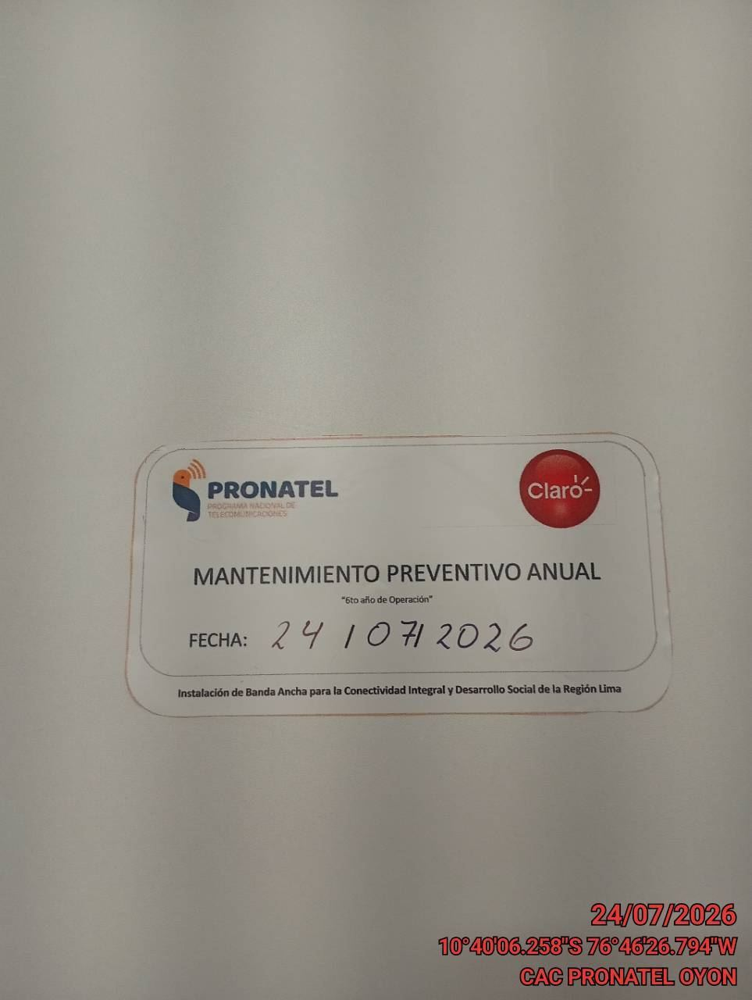 PRONATEL
PROGRAMA NACIONAL DE
TELECOMUNICACIONES
Claro
MANTENIMIENTO PREVENTIVO ANUAL
"6to año de Operación"
FECHA: 24 / 07/ 2026
Instalación de Banda Ancha para la Conectividad Integral y Desarrollo Social de la Región Lima
24/07/2026
10°40'06.258"S 76°46'26.794"W
CAC PRONATEL OYON